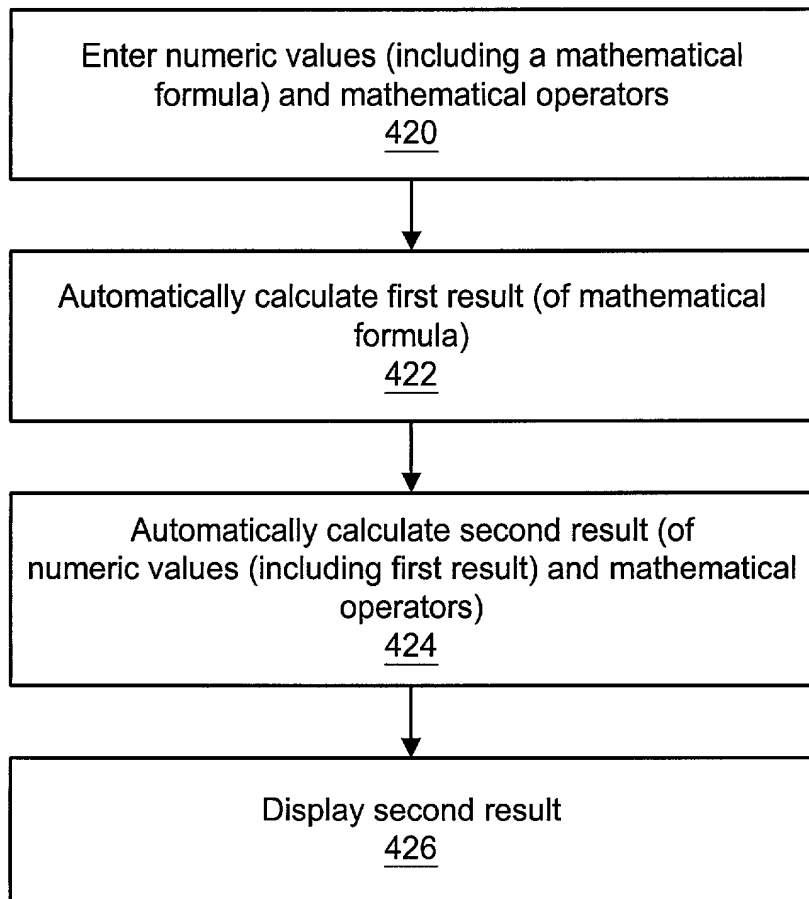 Enter numeric values (including a mathematical
formula) and mathematical operators
420
Automatically calculate first result (of mathematical
formula)
422
Automatically calculate second result (of
numeric values (including first result) and mathematical
operators)
424
Display second result
426